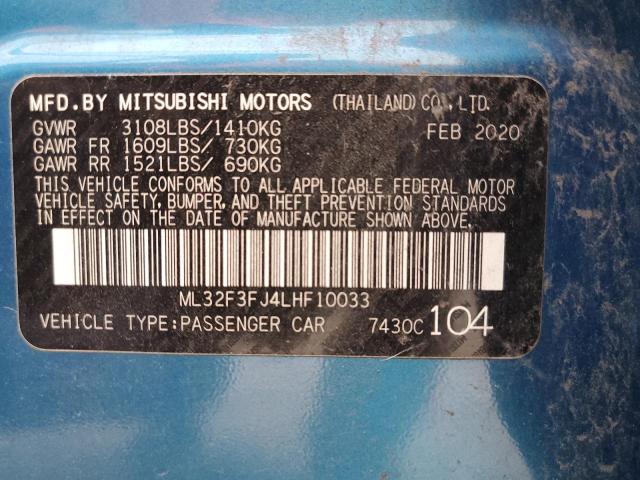 MFD.BY MITSUBISHI MOTORS (THAILAND)CO.,LTD.
GVWR 3108LBS/1410KG FEB 2020
GAWR FR 1609LBS/ 730KG
GAWR RR 1521LBS/ 690KG
THIS VEHICLE CONFORMS TO ALL APPLICABLE FEDERAL MOTOR
VEHICLE SAFETY, BUMPER, AND THEFT PREVENTION STANDARDS
IN EFFECT ON THE DATE OF MANUFACTURE SHOWN ABOVE.
ML32F3FJ4LHF10033
VEHICLE TYPE:PASSENGER CAR 7430C 104